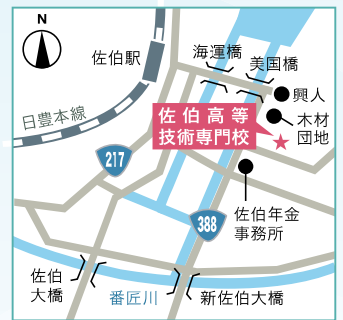 N
海運橋
美国橋
佐伯駅
興人
木材
団地
日豊本線
佐伯高等
技術専門校
217
388
佐伯年金
事務所
佐伯
大橋
番匠川
新佐伯大橋